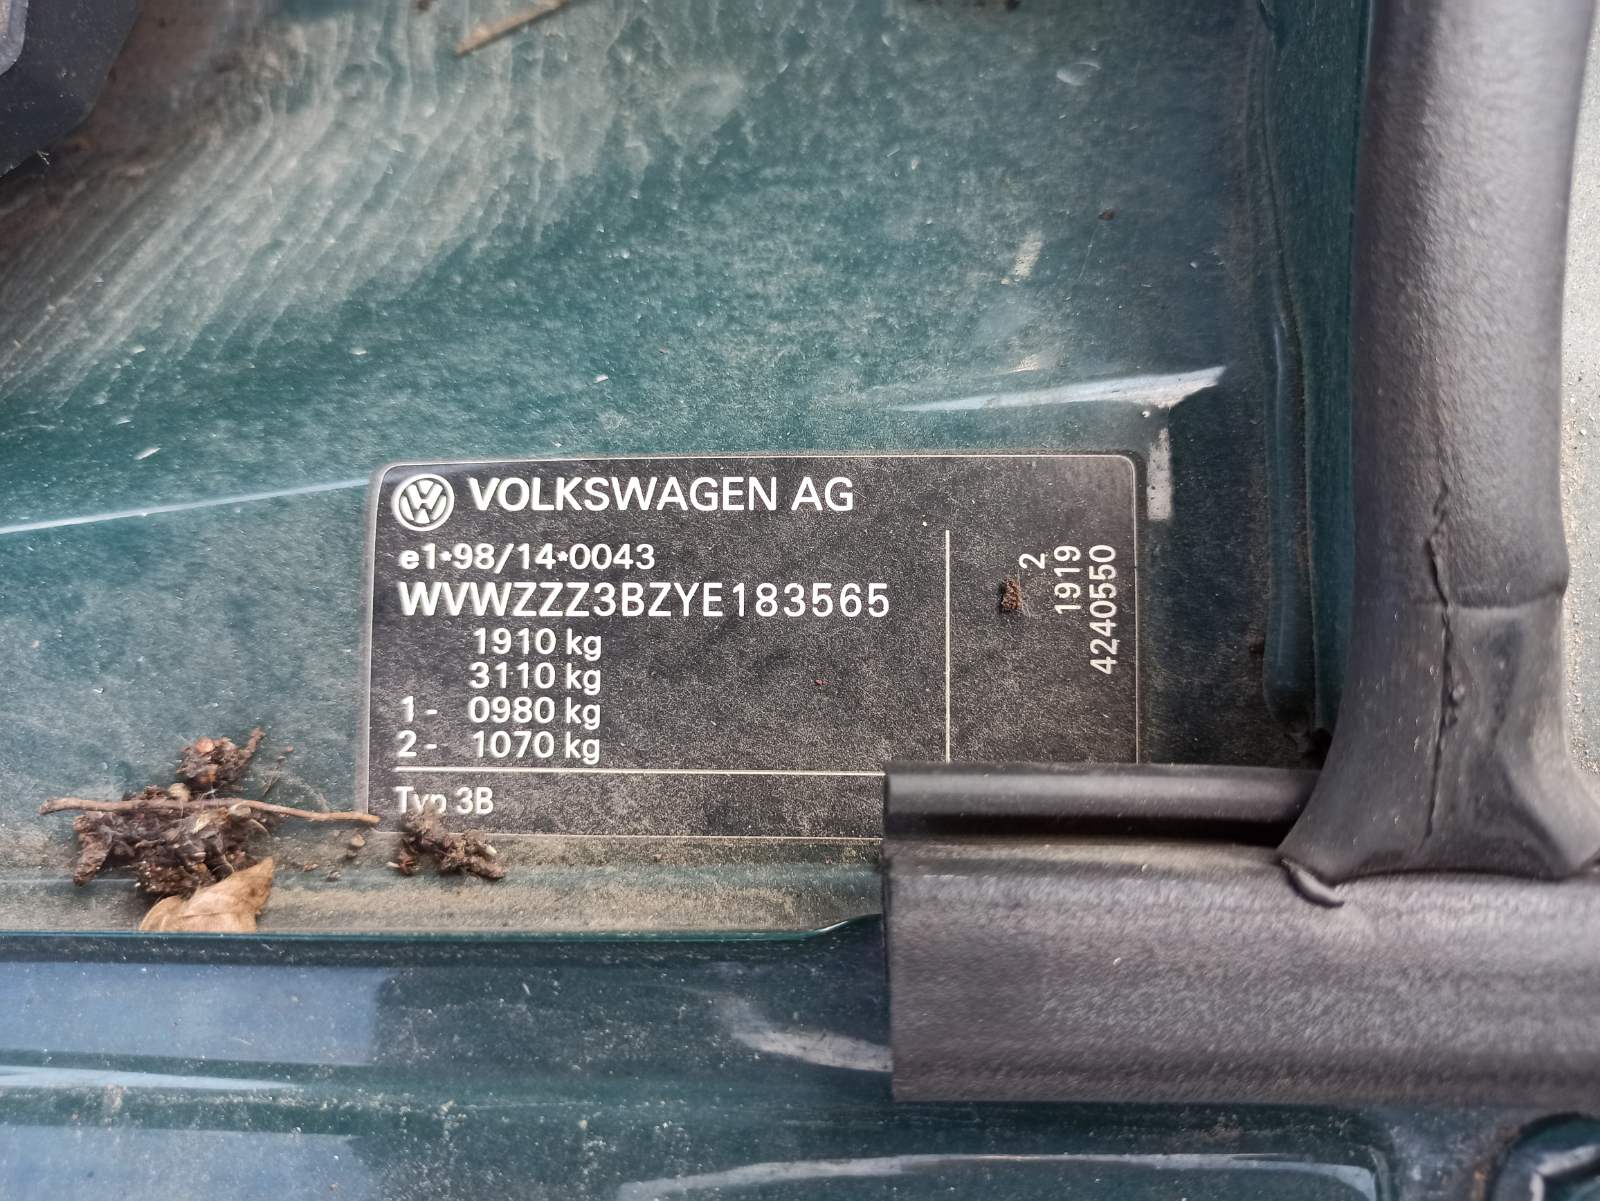 VOLKSWAGEN AG
e1*98/14*0043
WVWZZZ3BZYE183565
1910 kg
3110 kg
1- 0980 kg
2- 1070 kg
Typ 3B
2
1919
4240550